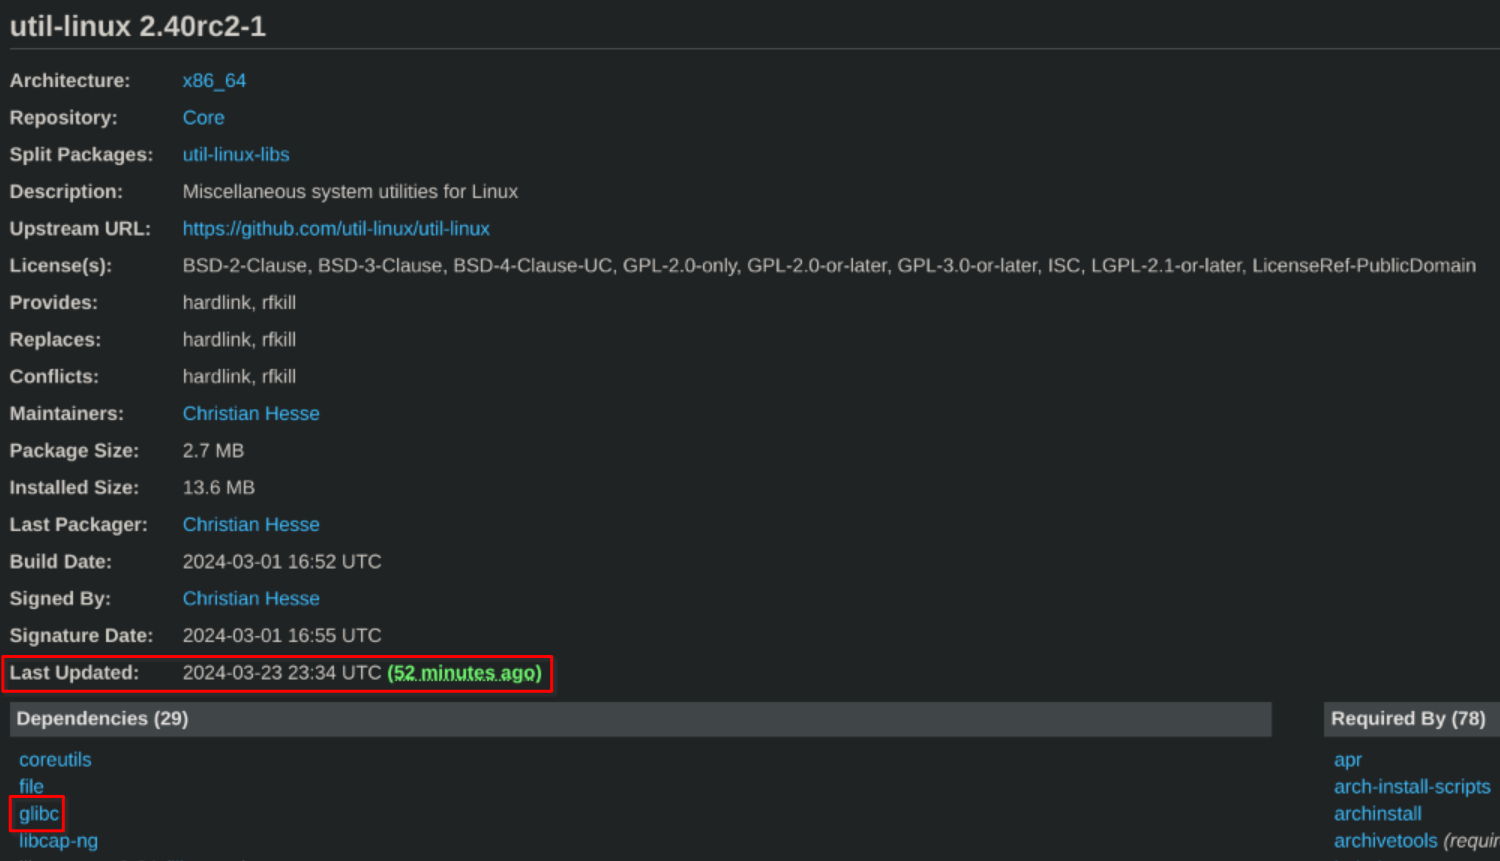 util-linux 2.40rc2-1
Architecture: x86_64
Repository: Core
Split Packages: util-linux-libs
Description: Miscellaneous system utilities for Linux
Upstream URL: https://github.com/util-linux/util-linux
License(s): BSD-2-Clause, BSD-3-Clause, BSD-4-Clause-UC, GPL-2.0-only, GPL-2.0-or-later, GPL-3.0-or-later, ISC, LGPL-2.1-or-later, LicenseRef-PublicDomain
Provides: hardlink, rfkill
Replaces: hardlink, rfkill
Conflicts: hardlink, rfkill
Maintainers: Christian Hesse
Package Size: 2.7 MB
Installed Size: 13.6 MB
Last Packager: Christian Hesse
Build Date: 2024-03-01 16:52 UTC
Signed By: Christian Hesse
Signature Date: 2024-03-01 16:55 UTC
Last Updated: 2024-03-23 23:34 UTC (52 minutes ago)
Dependencies (29)
coreutils
file
glibc
libcap-ng
Required By (78)
apr
arch-install-scripts
archinstall
archivetools